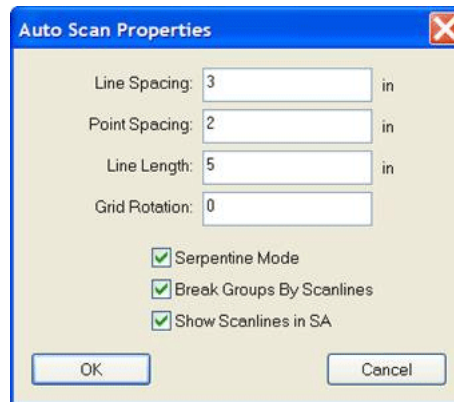 Auto Scan Properties
Line Spacing: 3 in
Point Spacing: 2 in
Line Length: 5 in
Grid Rotation: 0
Serpentine Mode
Break Groups By Scanlines
Show Scanlines in SA
OK Cancel